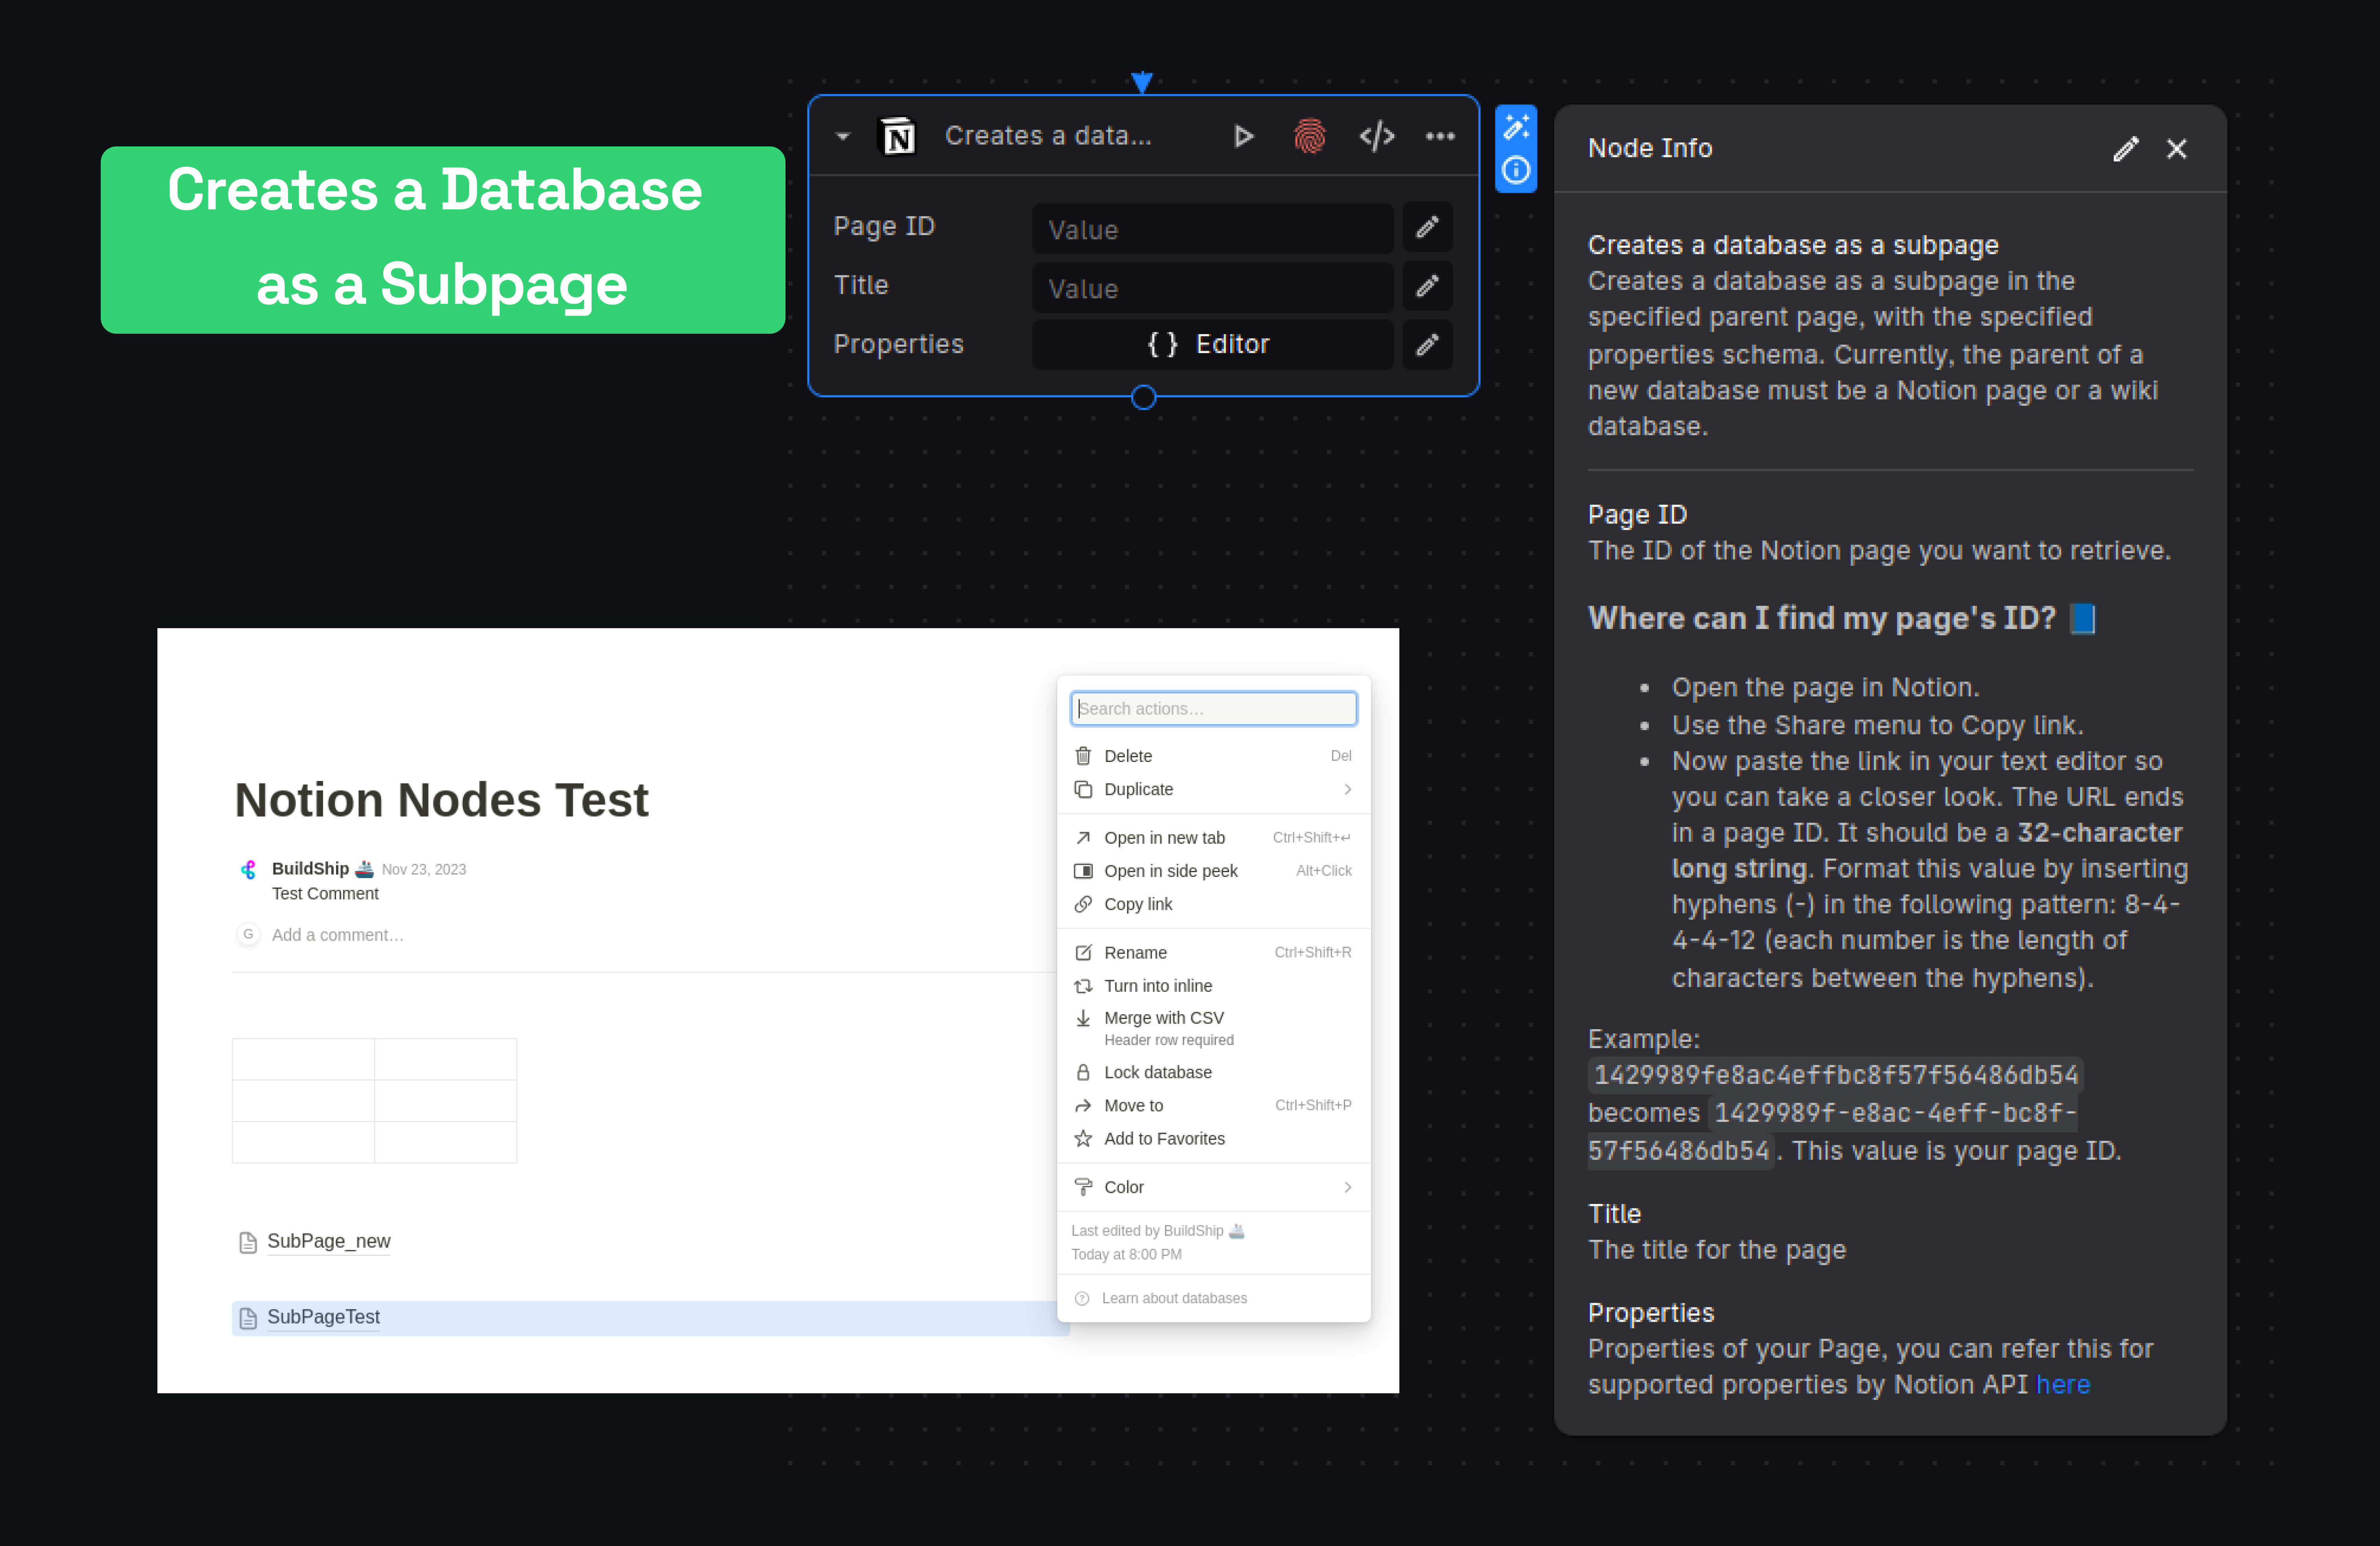 Creates a Database
as a Subpage
Creates a data...
Page ID
Value
Title
Value
Properties
{ } Editor
Node Info
Creates a database as a subpage
Creates a database as a subpage in the
specified parent page, with the specified
properties schema. Currently, the parent of a
new database must be a Notion page or a wiki
database.
Page ID
The ID of the Notion page you want to retrieve.
Where can I find my page's ID? 📘
• Open the page in Notion.
• Use the Share menu to Copy link.
• Now paste the link in your text editor so
you can take a closer look. The URL ends
in a page ID. It should be a 32-character
long string. Format this value by inserting
hyphens (-) in the following pattern: 8-4-
4-4-12 (each number is the length of
characters between the hyphens).
Example:
1429989fe8ac4effbc8f57f56486db54
becomes 1429989f-e8ac-4eff-bc8f-
57f56486db54. This value is your page ID.
Title
The title for the page
Properties
Properties of your Page, you can refer this for
supported properties by Notion API here
Notion Nodes Test
BuildShip 🚢 Nov 23, 2023
Test Comment
G Add a comment…
SubPage_new
SubPageTest
Search actions…
Delete Del
Duplicate
Open in new tab Ctrl+Shift+↵
Open in side peek Alt+Click
Copy link
Rename Ctrl+Shift+R
Turn into inline
Merge with CSV
Header row required
Lock database
Move to Ctrl+Shift+P
Add to Favorites
Color
Last edited by BuildShip 🚢
Today at 8:00 PM
Learn about databases